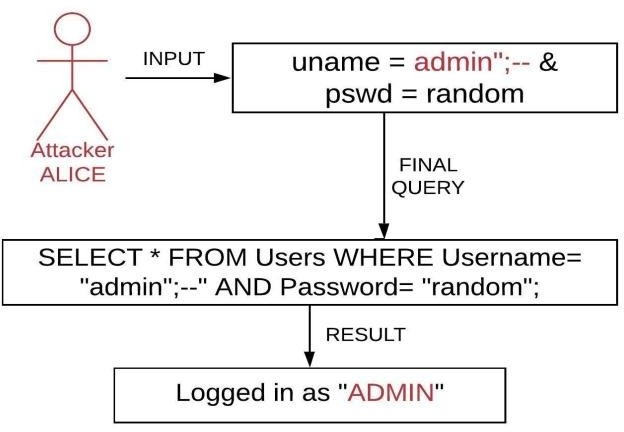 INPUT
uname = admin";-- &
pswd = random
Attacker
ALICE
FINAL
QUERY
SELECT * FROM Users WHERE Username=
"admin";--" AND Password= "random";
RESULT
Logged in as "ADMIN"